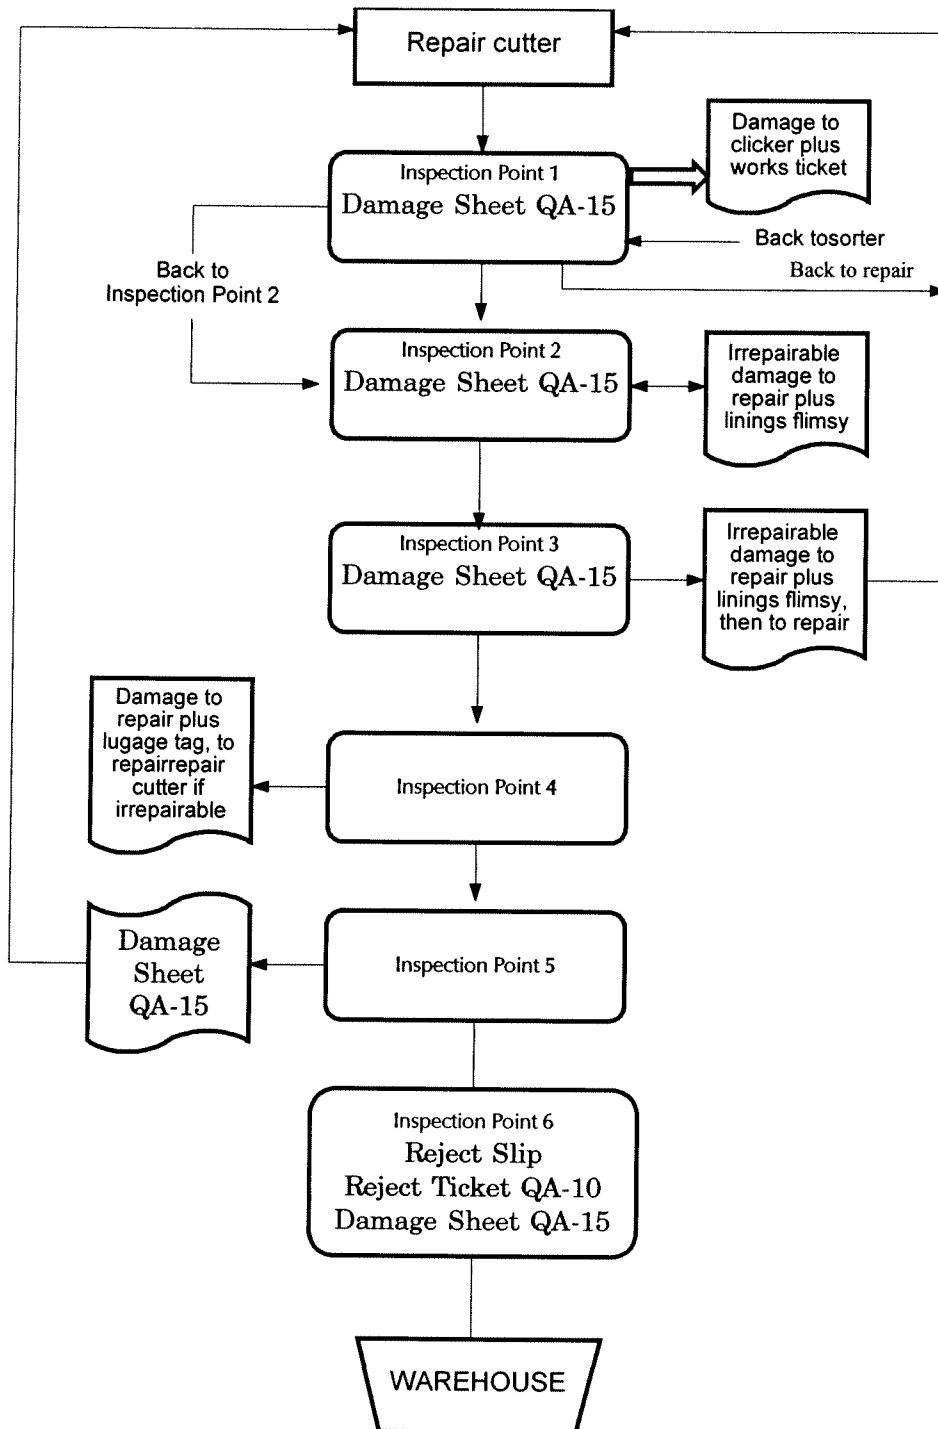 Repair cutter
Damage to
clicker plus
works ticket
Inspection Point 1
Damage Sheet QA-15
Back tosorter
Back to repair
Back to
Inspection Point 2
Inspection Point 2
Damage Sheet QA-15
Irrepairable
damage to
repair plus
linings flimsy
Inspection Point 3
Damage Sheet QA-15
Irrepairable
damage to
repair plus
linings flimsy,
then to repair
Damage to
repair plus
lugage tag, to
repairrepair
cutter if
irrepairable
Inspection Point 4
Damage
Sheet
QA-15
Inspection Point 5
Inspection Point 6
Reject Slip
Reject Ticket QA-10
Damage Sheet QA-15
WAREHOUSE